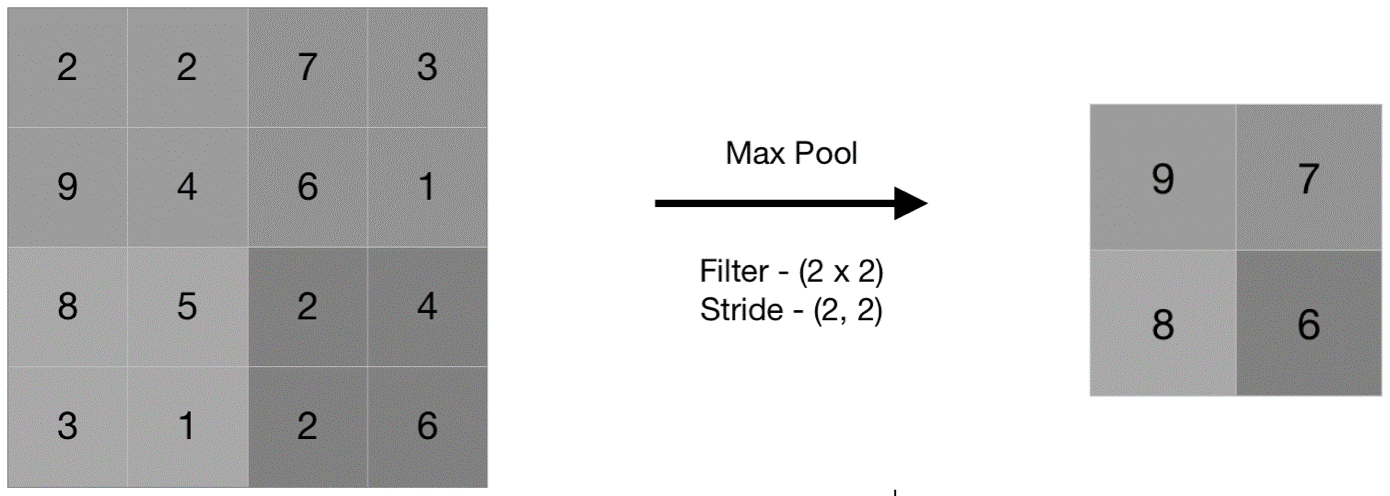 2 2 7 3
9 4 6 1
8 5 2 4
3 1 2 6
Max Pool
Filter - (2 x 2)
Stride - (2, 2)
9 7
8 6